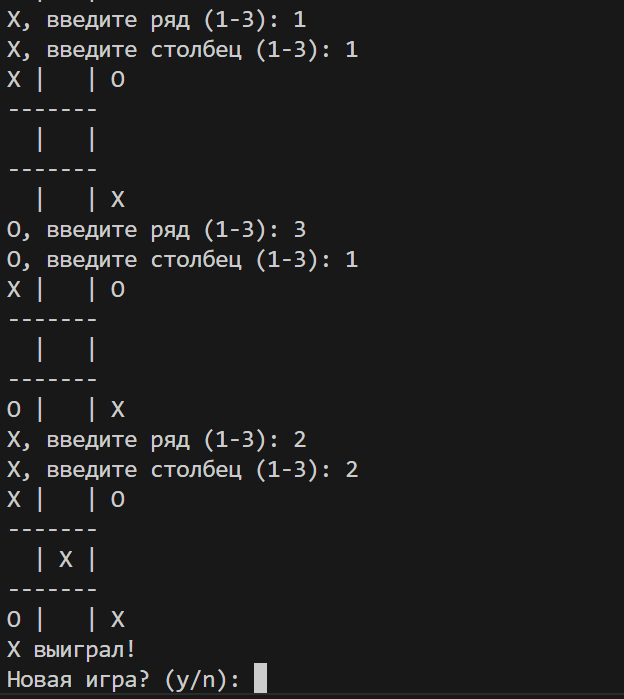 X, введите ряд (1-3): 1
X, введите столбец (1-3): 1
X |   | O
-------
  |   |
-------
  |   | X
O, введите ряд (1-3): 3
O, введите столбец (1-3): 1
X |   | O
-------
  |   |
-------
O |   | X
X, введите ряд (1-3): 2
X, введите столбец (1-3): 2
X |   | O
-------
  | X |
-------
O |   | X
X выиграл!
Новая игра? (y/n):